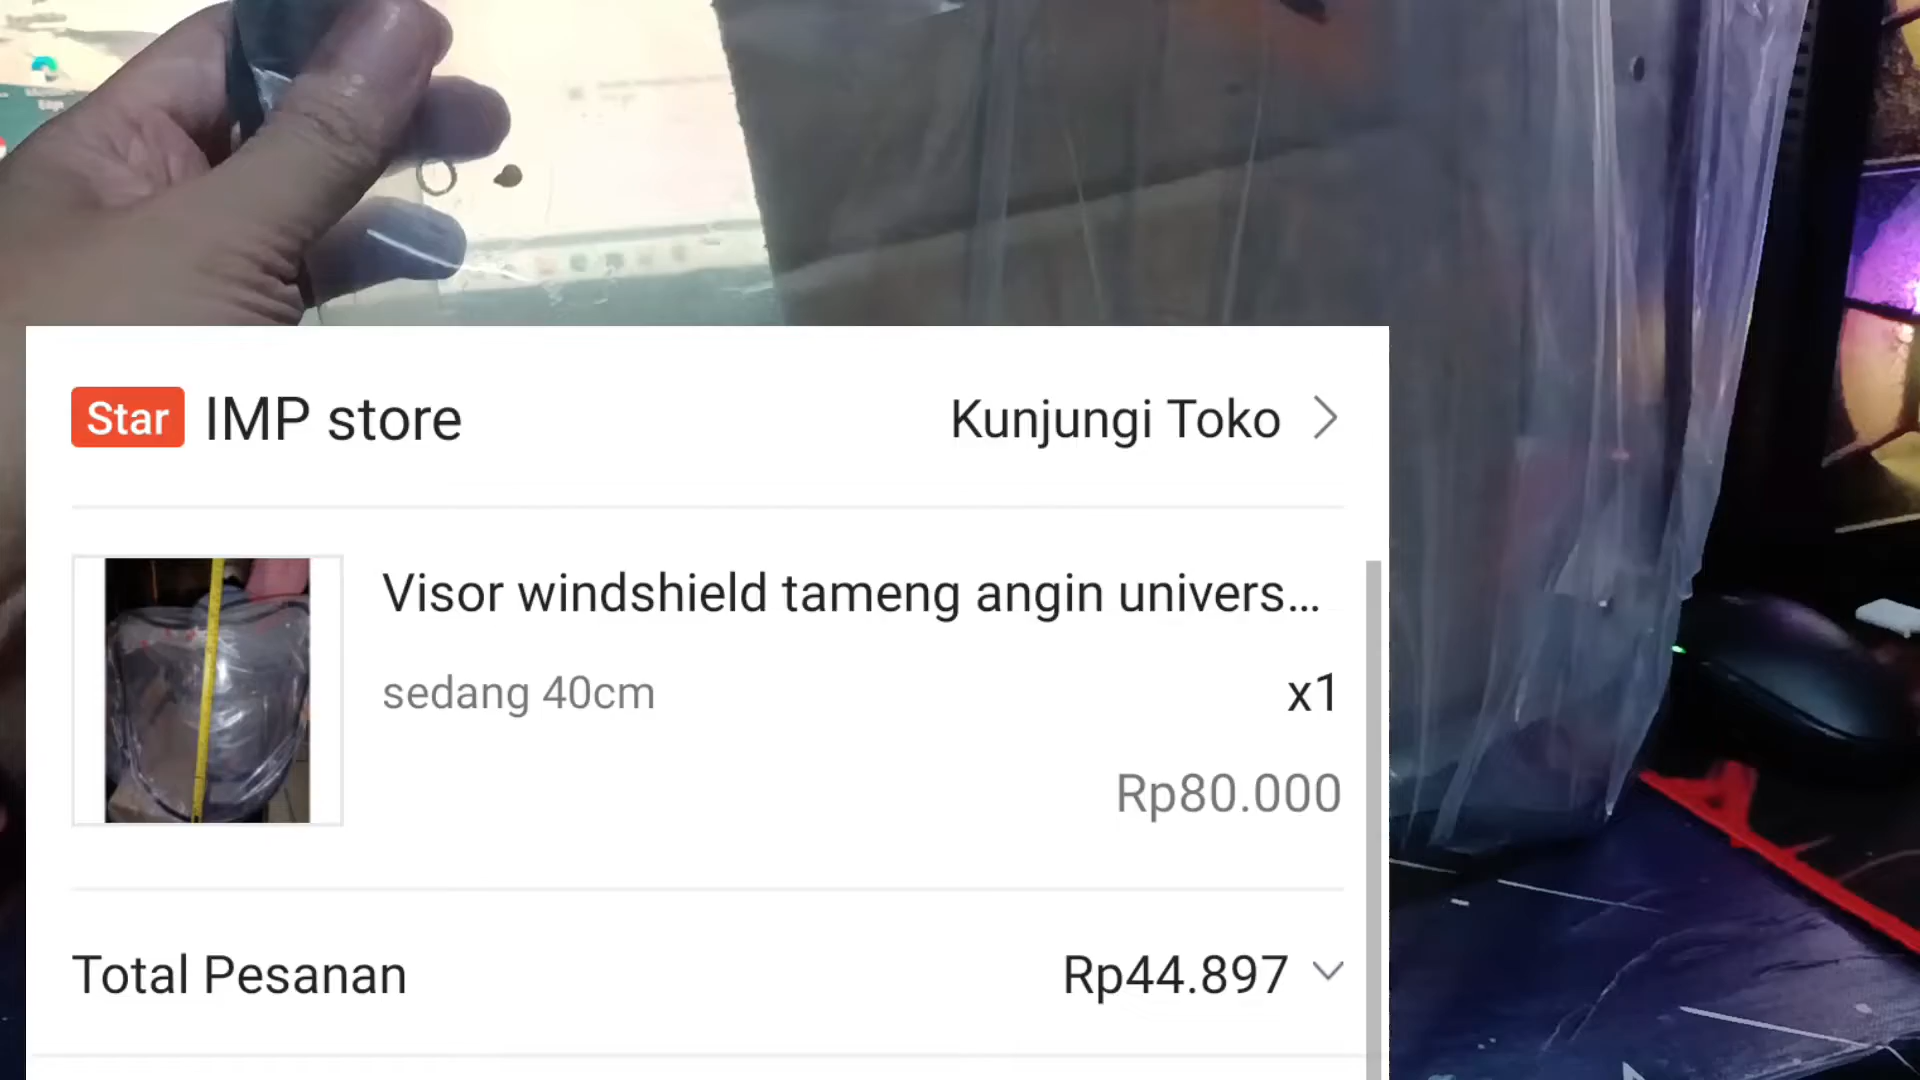 Star IMP store
Kunjungi Toko
Visor windshield tameng angin univers...
sedang 40cm
x1
Rp80.000
Total Pesanan
Rp44.897